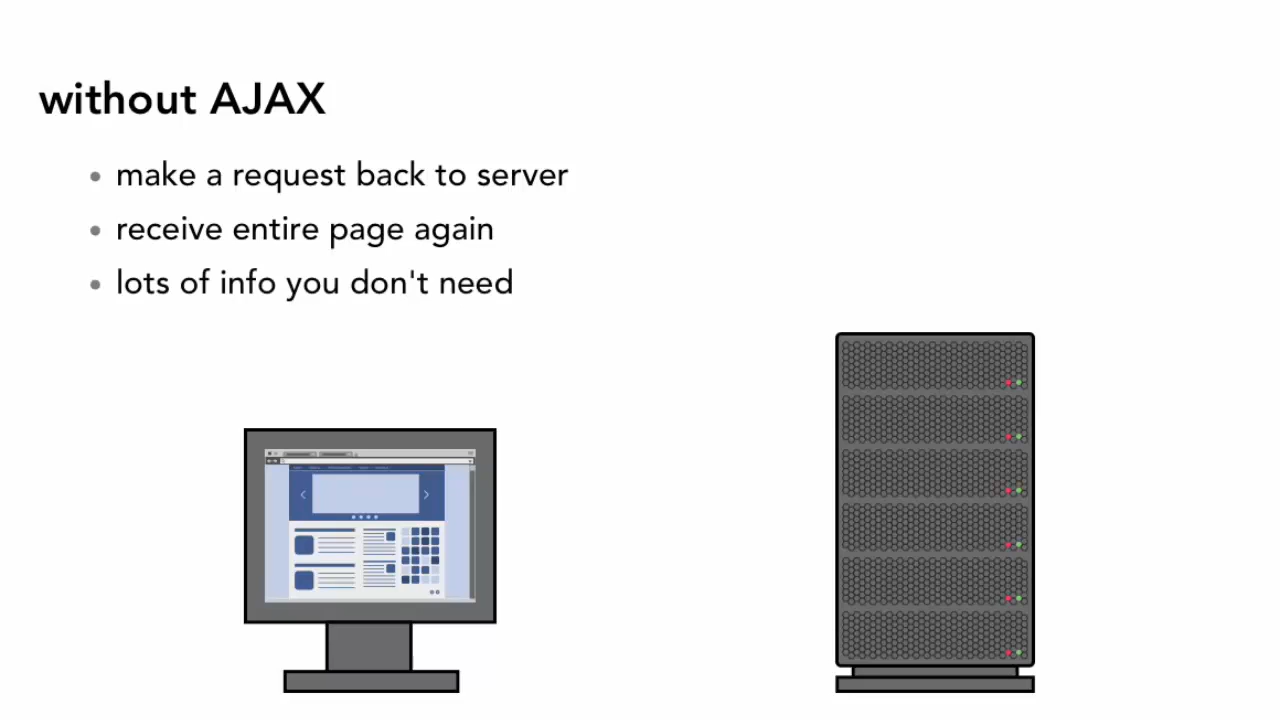 without AJAX
make a request back to server
receive entire page again
lots of info you don't need